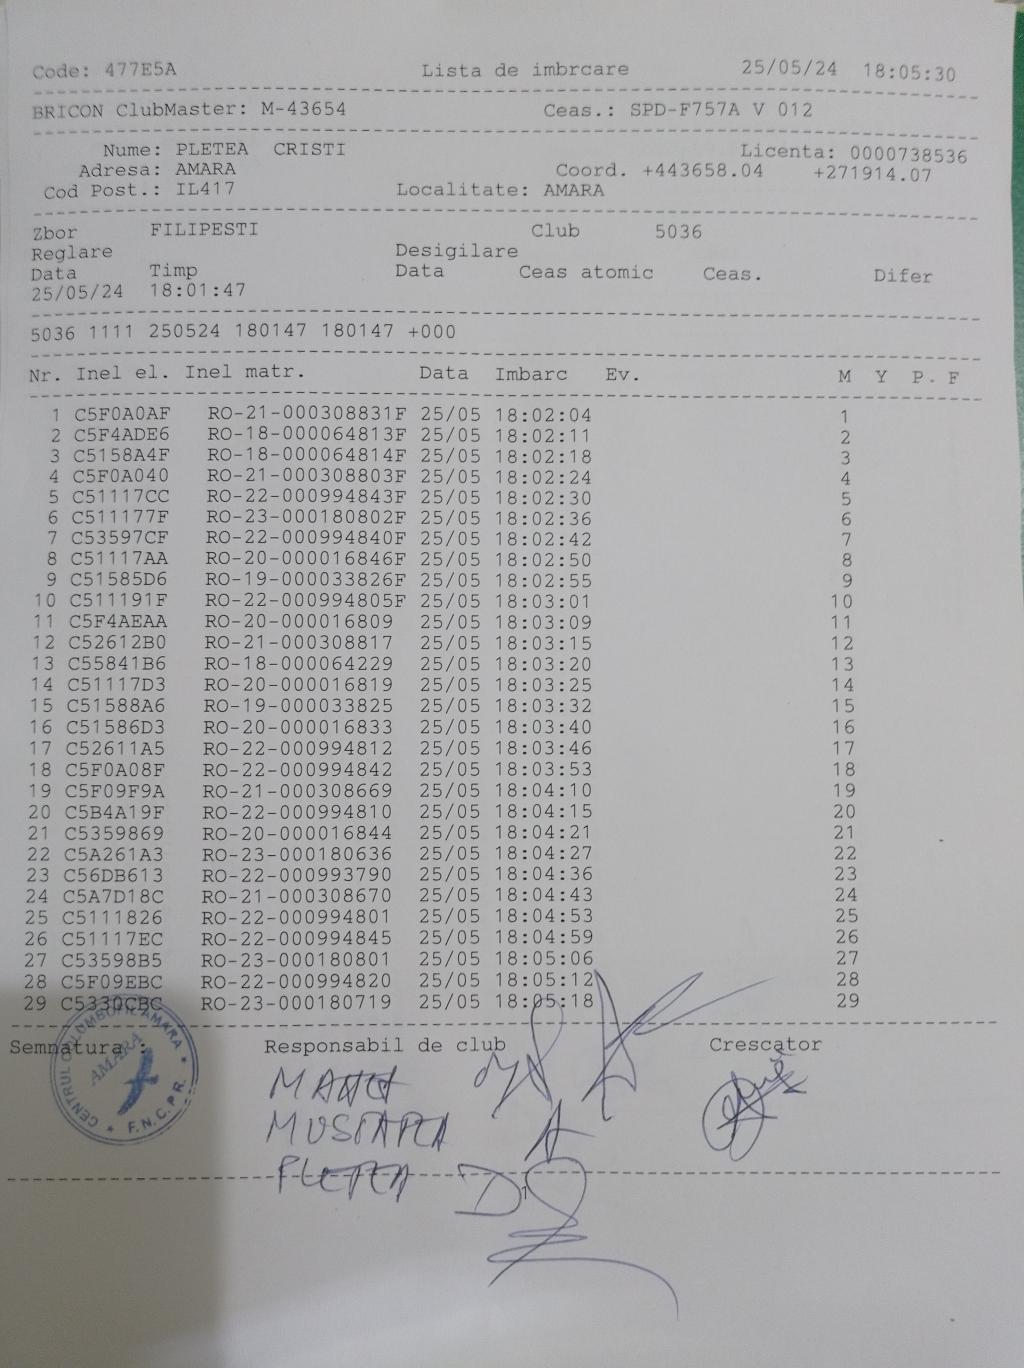 Code: 477E5A Lista de imbrcare 25/05/24 18:05:30
BRICON ClubMaster: M-43654 Ceas.: SPD-F757A V 012
Nume: PLETEA CRISTI Licenta: 0000738536
Adresa: AMARA Coord. +443658.04 +271914.07
Cod Post.: IL417 Localitate: AMARA
Zbor FILIPESTI Club 5036
Reglare Desigilare
Data Timp Data Ceas atomic Ceas. Difer
25/05/24 18:01:47
5036 1111 250524 180147 180147 +000
Nr. Inel el. Inel matr. Data Imbarc Ev. M Y P. F
1 C5F0A0AF RO-21-000308831F 25/05 18:02:04 1
2 C5F4ADE6 RO-18-000064813F 25/05 18:02:11 2
3 C5158A4F RO-18-000064814F 25/05 18:02:18 3
4 C5F0A040 RO-21-000308803F 25/05 18:02:24 4
5 C51117CC RO-22-000994843F 25/05 18:02:30 5
6 C511177F RO-23-000180802F 25/05 18:02:36 6
7 C53597CF RO-22-000994840F 25/05 18:02:42 7
8 C51117AA RO-20-000016846F 25/05 18:02:50 8
9 C51585D6 RO-19-000033826F 25/05 18:02:55 9
10 C511191F RO-22-000994805F 25/05 18:03:01 10
11 C5F4AEAA RO-20-000016809 25/05 18:03:09 11
12 C52612B0 RO-21-000308817 25/05 18:03:15 12
13 C55841B6 RO-18-000064229 25/05 18:03:20 13
14 C51117D3 RO-20-000016819 25/05 18:03:25 14
15 C51588A6 RO-19-000033825 25/05 18:03:32 15
16 C51586D3 RO-20-000016833 25/05 18:03:40 16
17 C52611A5 RO-22-000994812 25/05 18:03:46 17
18 C5F0A08F RO-22-000994842 25/05 18:03:53 18
19 C5F09F9A RO-21-000308669 25/05 18:04:10 19
20 C5B4A19F RO-22-000994810 25/05 18:04:15 20
21 C5359869 RO-20-000016844 25/05 18:04:21 21
22 C5A261A3 RO-23-000180636 25/05 18:04:27 22
23 C56DB613 RO-22-000993790 25/05 18:04:36 23
24 C5A7D18C RO-21-000308670 25/05 18:04:43 24
25 C5111826 RO-22-000994801 25/05 18:04:53 25
26 C51117EC RO-22-000994845 25/05 18:04:59 26
27 C53598B5 RO-23-000180801 25/05 18:05:06 27
28 C5F09EBC RO-22-000994820 25/05 18:05:12 28
29 C5330CBC RO-23-000180719 25/05 18:05:18 29
Semnatura : Responsabil de club Crescator
CENTRUL COLUMBOFIL AMARA * F.N.C.P.R. *
AMARA
PLETEA D